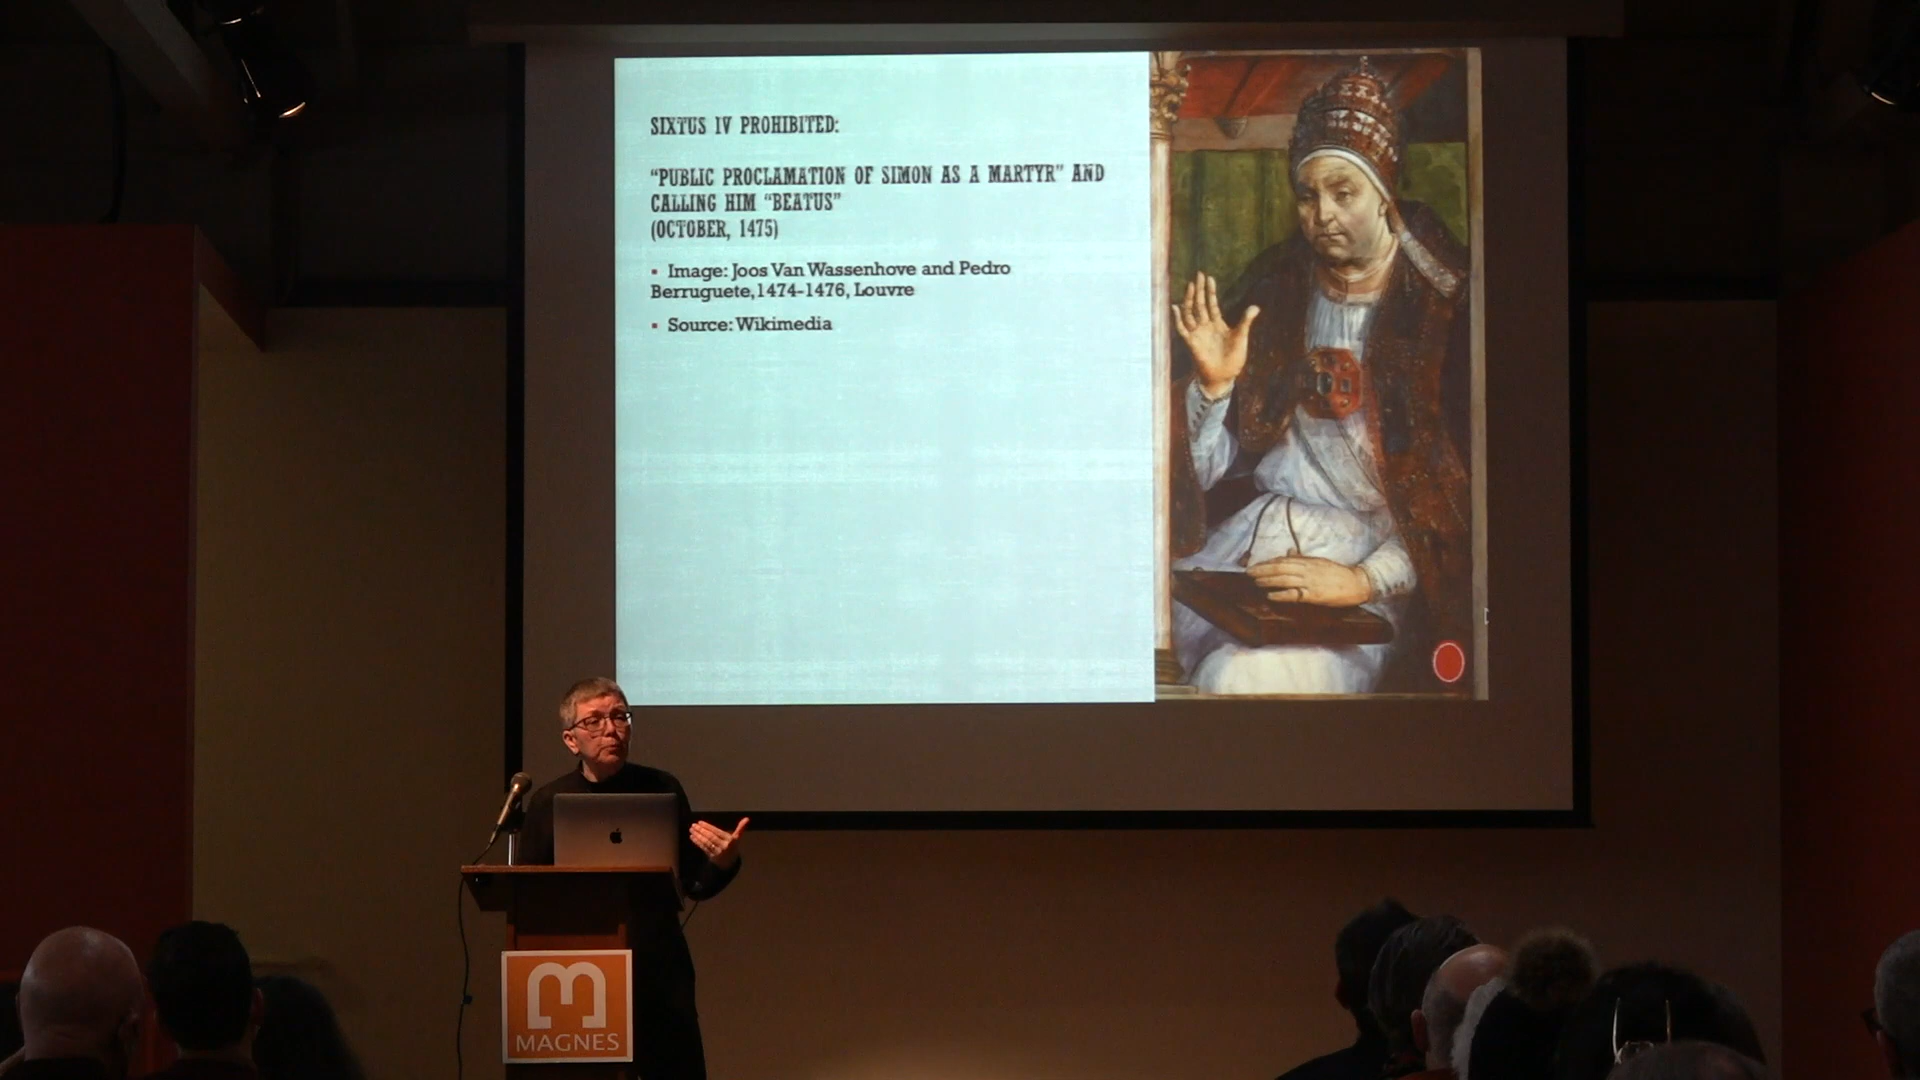 SIXTUS IV PROHIBITED:
“PUBLIC PROCLAMATION OF SIMON AS A MARTYR” AND
CALLING HIM “BEATUS”
(OCTOBER, 1475)
▪ Image: Joos Van Wassenhove and Pedro
Berruguete, 1474-1476, Louvre
▪ Source: Wikimedia
MAGNES